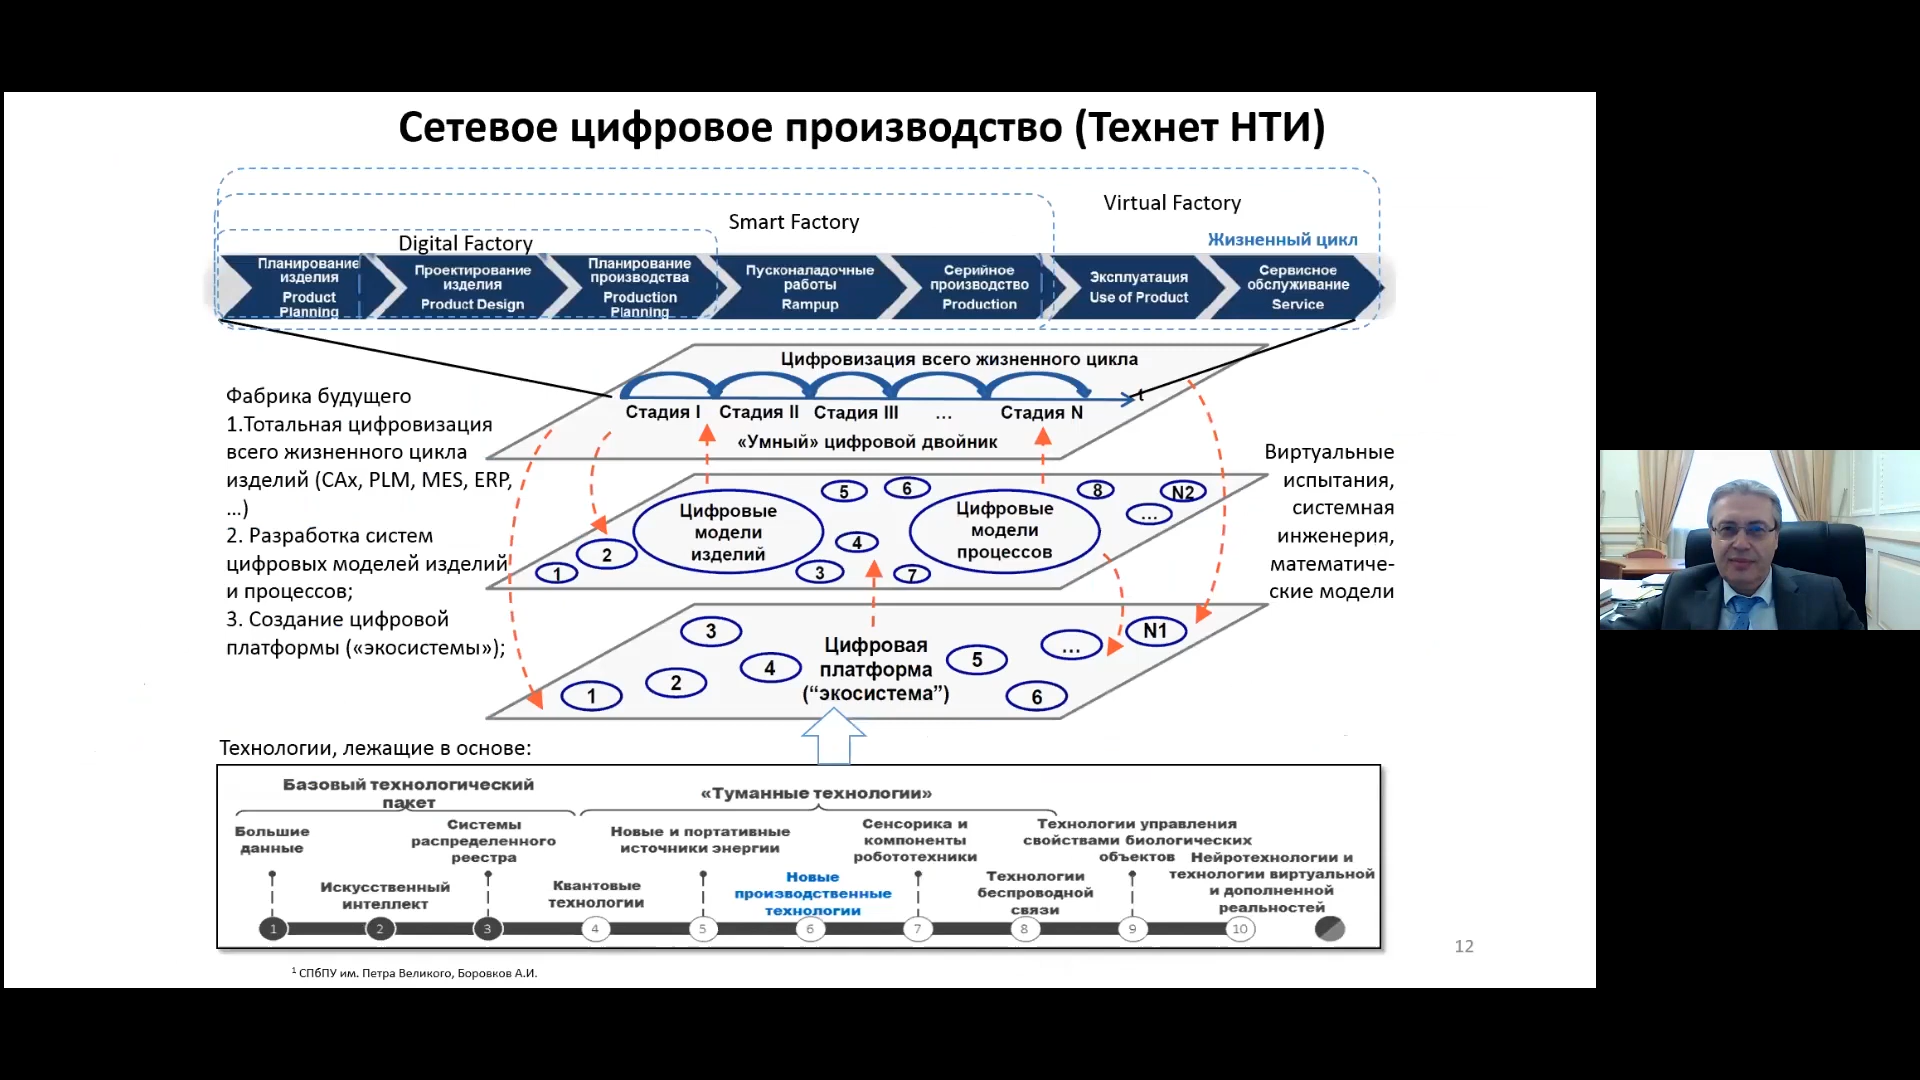 Сетевое цифровое производство (Технет НТИ)
Virtual Factory
Smart Factory
Digital Factory
Жизненный цикл
Планирование
изделия
Product
Planning
Проектирование
изделия
Product Design
Планирование
производства
Production
Planning
Пусконаладочные
работы
Rampup
Серийное
производство
Production
Эксплуатация
Use of Product
Сервисное
обслуживание
Service
Цифровизация всего жизненного цикла
t
Стадия I Стадия II Стадия III ... Стадия N
«Умный» цифровой двойник
Фабрика будущего
1.Тотальная цифровизация
всего жизненного цикла
изделий (CAx, PLM, MES, ERP,
...)
2. Разработка систем
цифровых моделей изделий
и процессов;
3. Создание цифровой
платформы («экосистемы»);
Цифровые
модели
изделий
Цифровые
модели
процессов
1
2
3
4
5
6
7
8
...
N2
Виртуальные
испытания,
системная
инженерия,
математиче-
ские модели
Цифровая
платформа
(“экосистема”)
1
2
3
4
5
6
...
N1
Технологии, лежащие в основе:
Базовый технологический
пакет
«Туманные технологии»
Большие
данные
Искусственный
интеллект
Системы
распределенного
реестра
Квантовые
технологии
Новые и портативные
источники энергии
Новые
производственные
технологии
Сенсорика и
компоненты
робототехники
Технологии
беспроводной
связи
Технологии управления
свойствами биологических
объектов
Нейротехнологии и
технологии виртуальной
и дополненной
реальностей
1 2 3 4 5 6 7 8 9 10
12
1 СПбПУ им. Петра Великого, Боровков А.И.